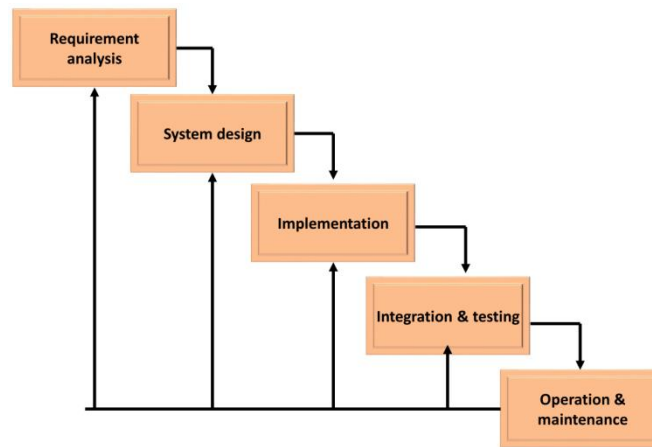 Requirement
analysis
System design
Implementation
Integration & testing
Operation &
maintenance